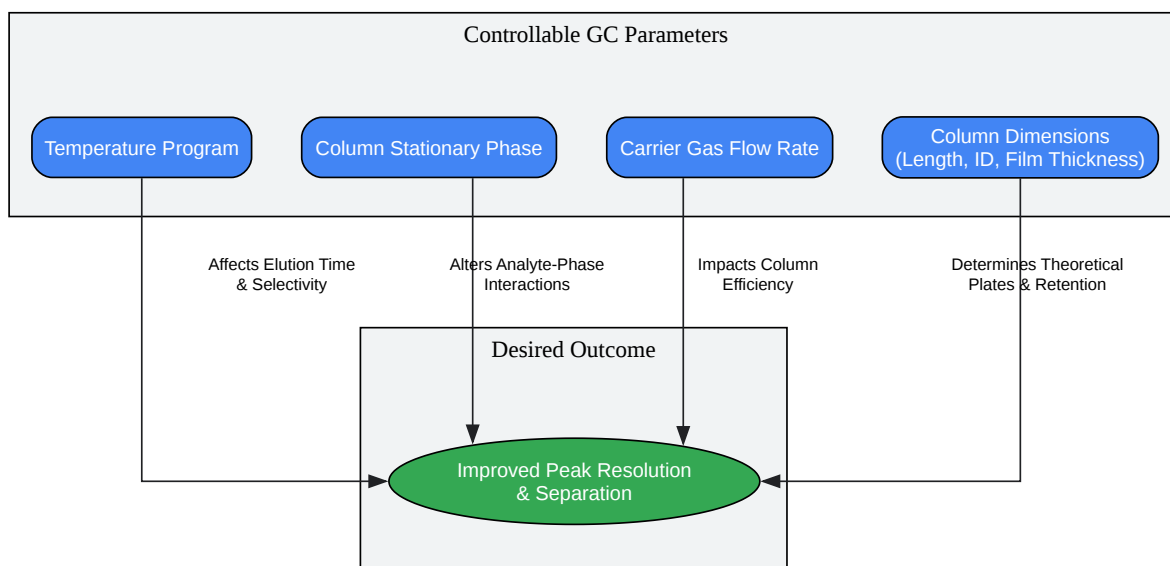 Controllable GC Parameters
Temperature Program
Column Stationary Phase
Carrier Gas Flow Rate
Column Dimensions
(Length, ID, Film Thickness)
Affects Elution Time
& Selectivity
Alters Analyte-Phase
Interactions
Impacts Column
Efficiency
Determines Theoretical
Plates & Retention
Desired Outcome
Improved Peak Resolution
& Separation